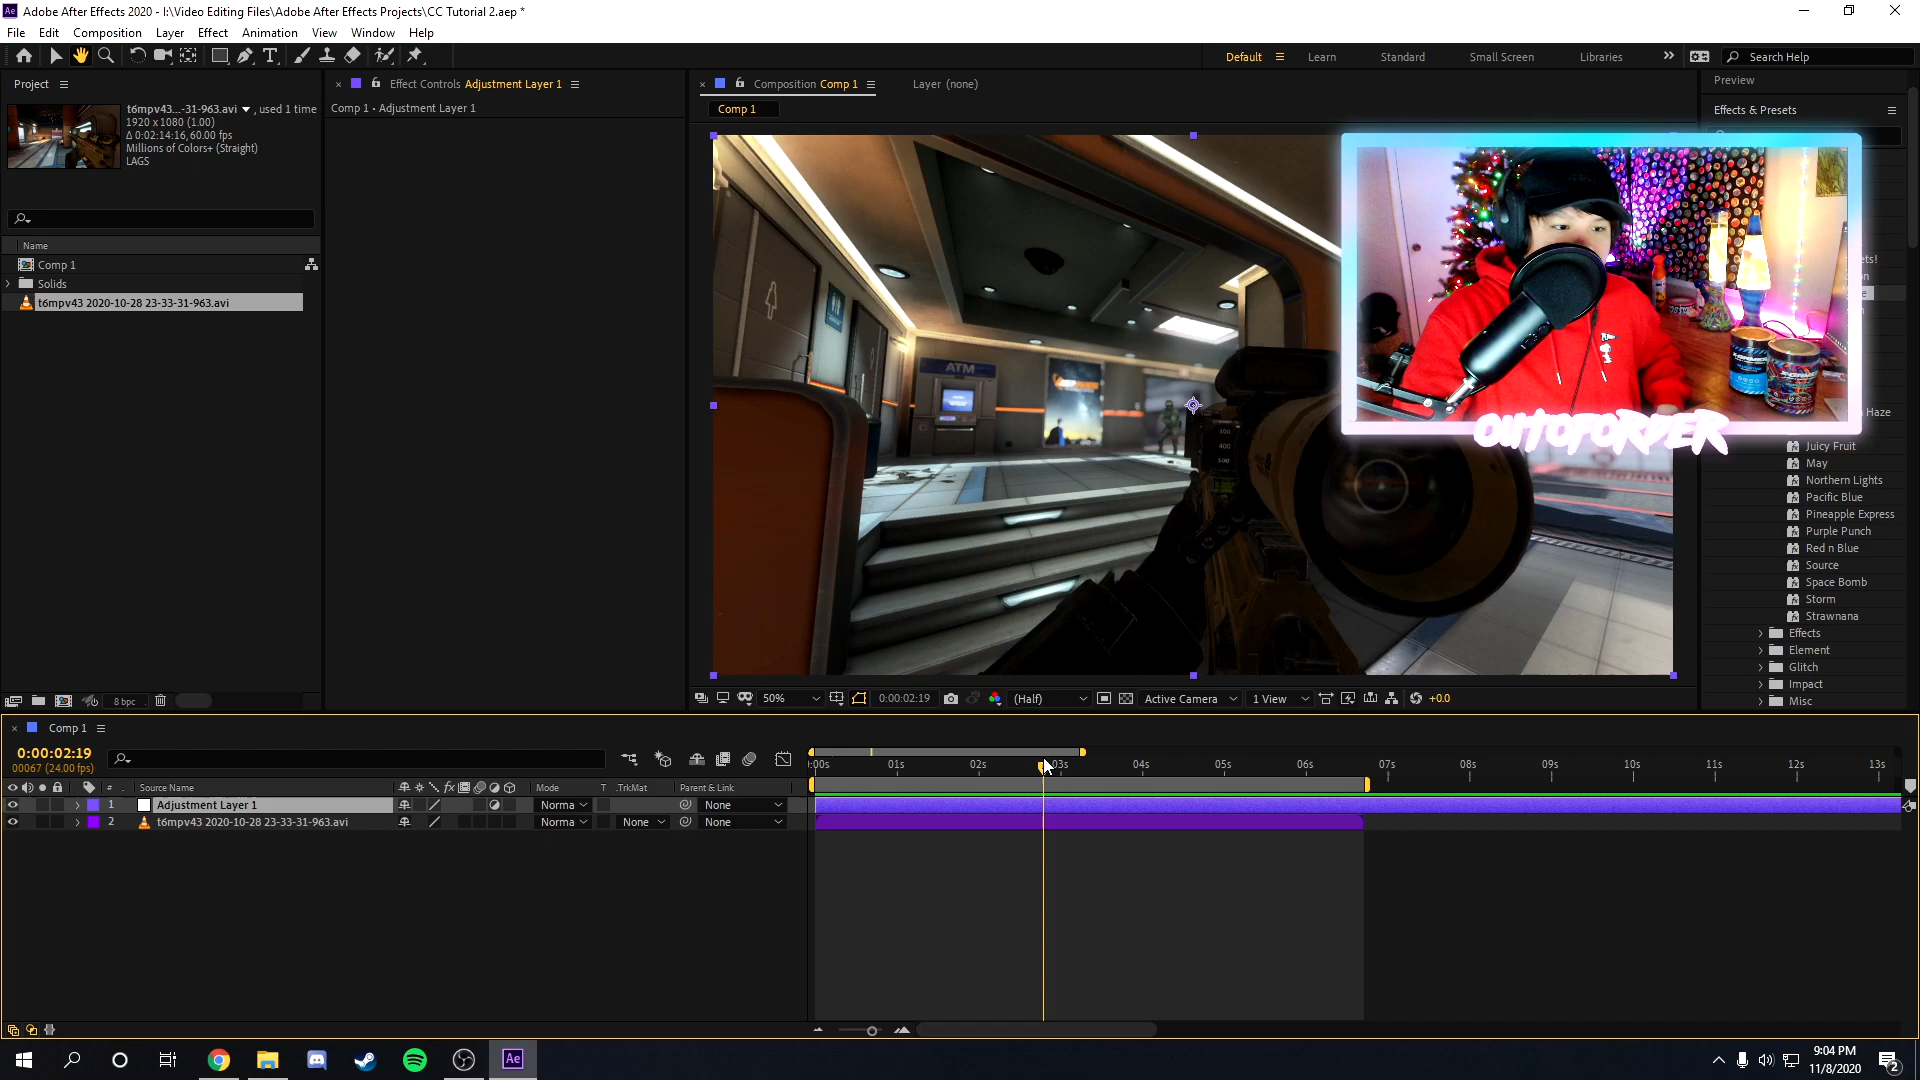 Adobe After Effects 2020 - I:\Video Editing Files\Adobe After Effects Projects\CC Tutorial 2.aep *
File Edit Composition Layer Effect Animation View Window Help
Default Learn Standard Small Screen Libraries Search Help
Project
Effect Controls Adjustment Layer 1
Composition Comp 1
Layer (none)
Preview
t6mpv43...-31-963.avi , used 1 time
1920 x 1080 (1.00)
Δ 0:02:14:16, 60.00 fps
Millions of Colors+ (Straight)
LAGS
Comp 1 • Adjustment Layer 1
Comp 1
Effects & Presets
Name
Comp 1
Solids
t6mpv43 2020-10-28 23-33-31-963.avi
ATM
OUTOFORDER
Haze
Juicy Fruit
May
Northern Lights
Pacific Blue
Pineapple Express
Purple Punch
Red n Blue
Source
Space Bomb
Storm
Strawnana
Effects
Element
Glitch
Impact
Misc
300
400
500
8 bpc
50% 0:00:02:19 (Half) Active Camera 1 View +0.0
Comp 1
0:00:02:19
00067 (24.00 fps)
:00s 01s 02s 03s 04s 05s 06s 07s 08s 09s 10s 11s 12s 13s
# Source Name Mode T .TrkMat Parent & Link
1 Adjustment Layer 1 Norma None
2 t6mpv43 2020-10-28 23-33-31-963.avi Norma None None
Ae
9:04 PM
11/8/2020
2